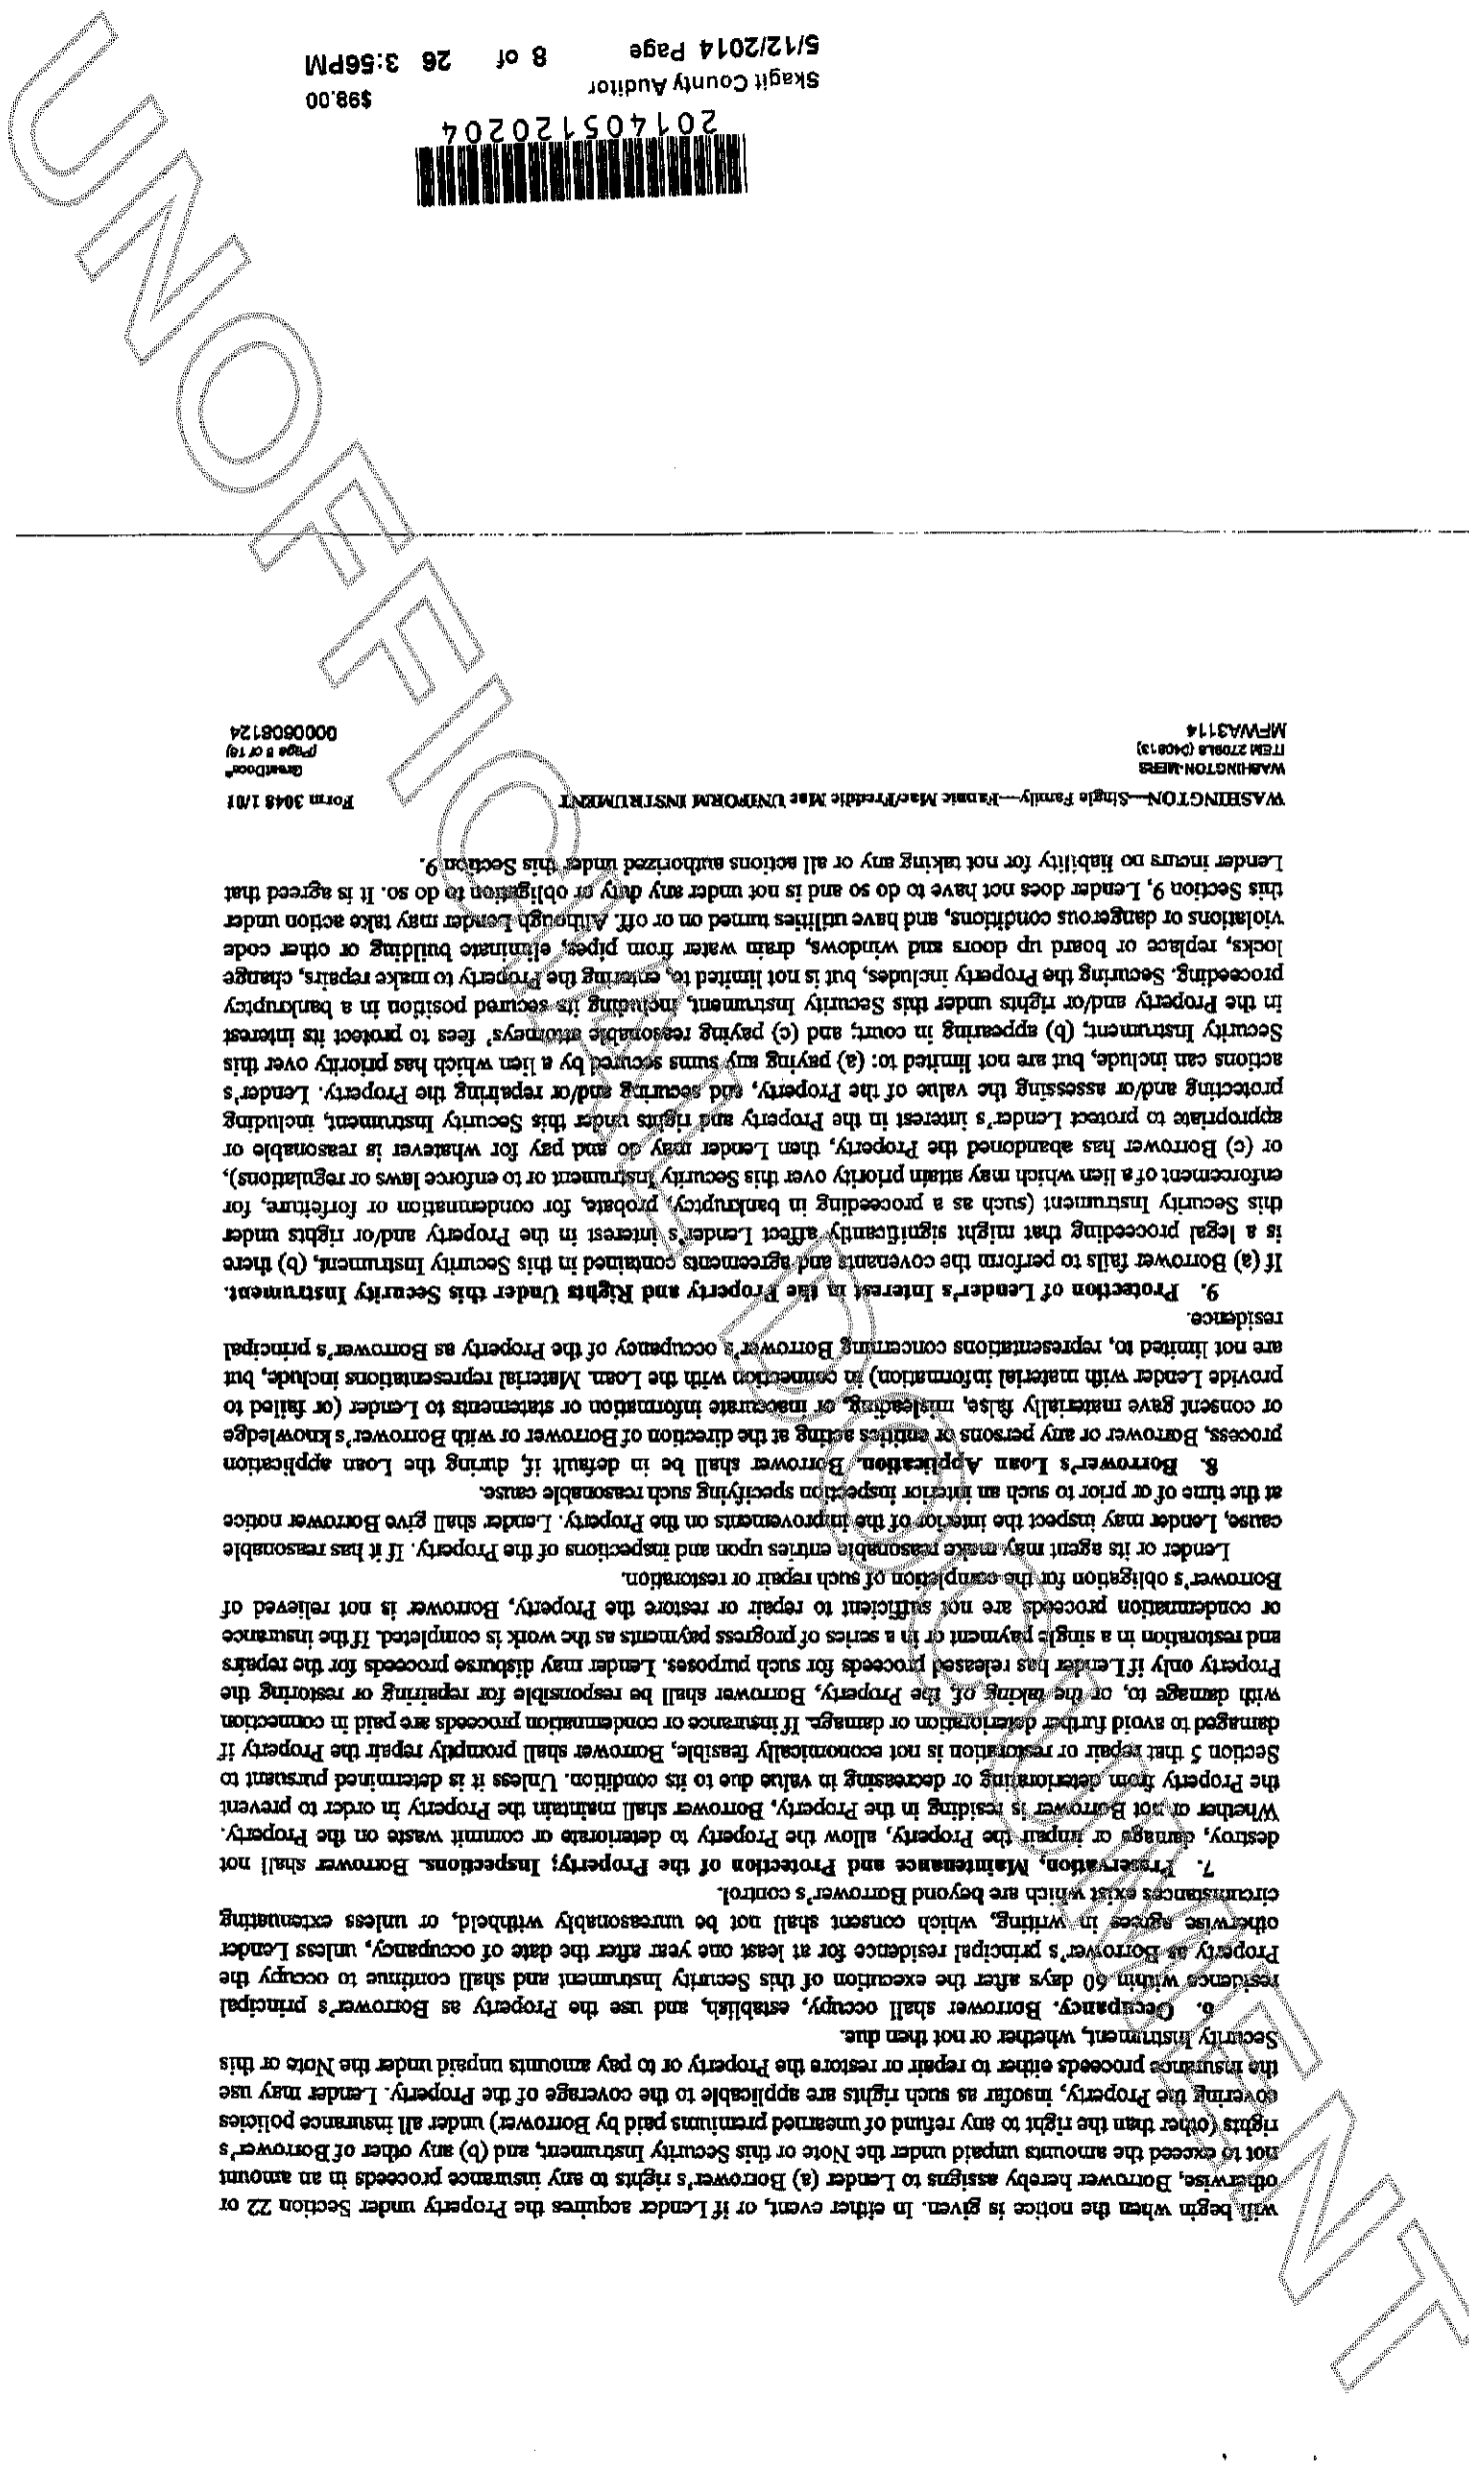 will begin when the notice is given. In either event, or if Lender acquires the Property under Section 22 or
otherwise, Borrower hereby assigns to Lender (a) Borrower's rights to any insurance proceeds in an amount
not to exceed the amounts unpaid under the Note or this Security Instrument, and (b) any other of Borrower's
rights (other than the right to any refund of unearned premiums paid by Borrower) under all insurance policies
covering the Property, insofar as such rights are applicable to the coverage of the Property. Lender may use
the insurance proceeds either to repair or restore the Property or to pay amounts unpaid under the Note or this
Security Instrument, whether or not then due.
6. Occupancy. Borrower shall occupy, establish, and use the Property as Borrower's principal
residence within 60 days after the execution of this Security Instrument and shall continue to occupy the
Property as Borrower's principal residence for at least one year after the date of occupancy, unless Lender
otherwise agrees in writing, which consent shall not be unreasonably withheld, or unless extenuating
circumstances exist which are beyond Borrower's control.
7. Preservation, Maintenance and Protection of the Property; Inspections. Borrower shall not
destroy, damage or impair the Property, allow the Property to deteriorate or commit waste on the Property.
Whether or not Borrower is residing in the Property, Borrower shall maintain the Property in order to prevent
the Property from deteriorating or decreasing in value due to its condition. Unless it is determined pursuant to
Section 5 that repair or restoration is not economically feasible, Borrower shall promptly repair the Property if
damaged to avoid further deterioration or damage. If insurance or condemnation proceeds are paid in connection
with damage to, or the taking of, the Property, Borrower shall be responsible for repairing or restoring the
Property only if Lender has released proceeds for such purposes. Lender may disburse proceeds for the repairs
and restoration in a single payment or in a series of progress payments as the work is completed. If the insurance
or condemnation proceeds are not sufficient to repair or restore the Property, Borrower is not relieved of
Borrower's obligation for the completion of such repair or restoration.
Lender or its agent may make reasonable entries upon and inspections of the Property. If it has reasonable
cause, Lender may inspect the interior of the improvements on the Property. Lender shall give Borrower notice
at the time of or prior to such an interior inspection specifying such reasonable cause.
8. Borrower's Loan Application. Borrower shall be in default if, during the Loan application
process, Borrower or any persons or entities acting at the direction of Borrower or with Borrower's knowledge
or consent gave materially false, misleading, or inaccurate information or statements to Lender (or failed to
provide Lender with material information) in connection with the Loan. Material representations include, but
are not limited to, representations concerning Borrower's occupancy of the Property as Borrower's principal
residence.
9. Protection of Lender's Interest in the Property and Rights Under this Security Instrument.
If (a) Borrower fails to perform the covenants and agreements contained in this Security Instrument, (b) there
is a legal proceeding that might significantly affect Lender's interest in the Property and/or rights under
this Security Instrument (such as a proceeding in bankruptcy, probate, for condemnation or forfeiture, for
enforcement of a lien which may attain priority over this Security Instrument or to enforce laws or regulations),
or (c) Borrower has abandoned the Property, then Lender may do and pay for whatever is reasonable or
appropriate to protect Lender's interest in the Property and rights under this Security Instrument, including
protecting and/or assessing the value of the Property, and securing and/or repairing the Property. Lender's
actions can include, but are not limited to: (a) paying any sums secured by a lien which has priority over this
Security Instrument; (b) appearing in court; and (c) paying reasonable attorneys' fees to protect its interest
in the Property and/or rights under this Security Instrument, including its secured position in a bankruptcy
proceeding. Securing the Property includes, but is not limited to, entering the Property to make repairs, change
locks, replace or board up doors and windows, drain water from pipes, eliminate building or other code
violations or dangerous conditions, and have utilities turned on or off. Although Lender may take action under
this Section 9, Lender does not have to do so and is not under any duty or obligation to do so. It is agreed that
Lender incurs no liability for not taking any or all actions authorized under this Section 9.
WASHINGTON—Single Family—Fannie Mae/Freddie Mac UNIFORM INSTRUMENT Form 3048 1/01
WASHINGTON-MERS GreatDocs®
ITEM 2709L8 (040813) (Page 8 of 16)
MFWA3114 0000608124
201405120204
Skagit County Auditor $98.00
5/12/2014 Page 8 of 26 3:56PM
UNOFFICIAL DOCUMENT